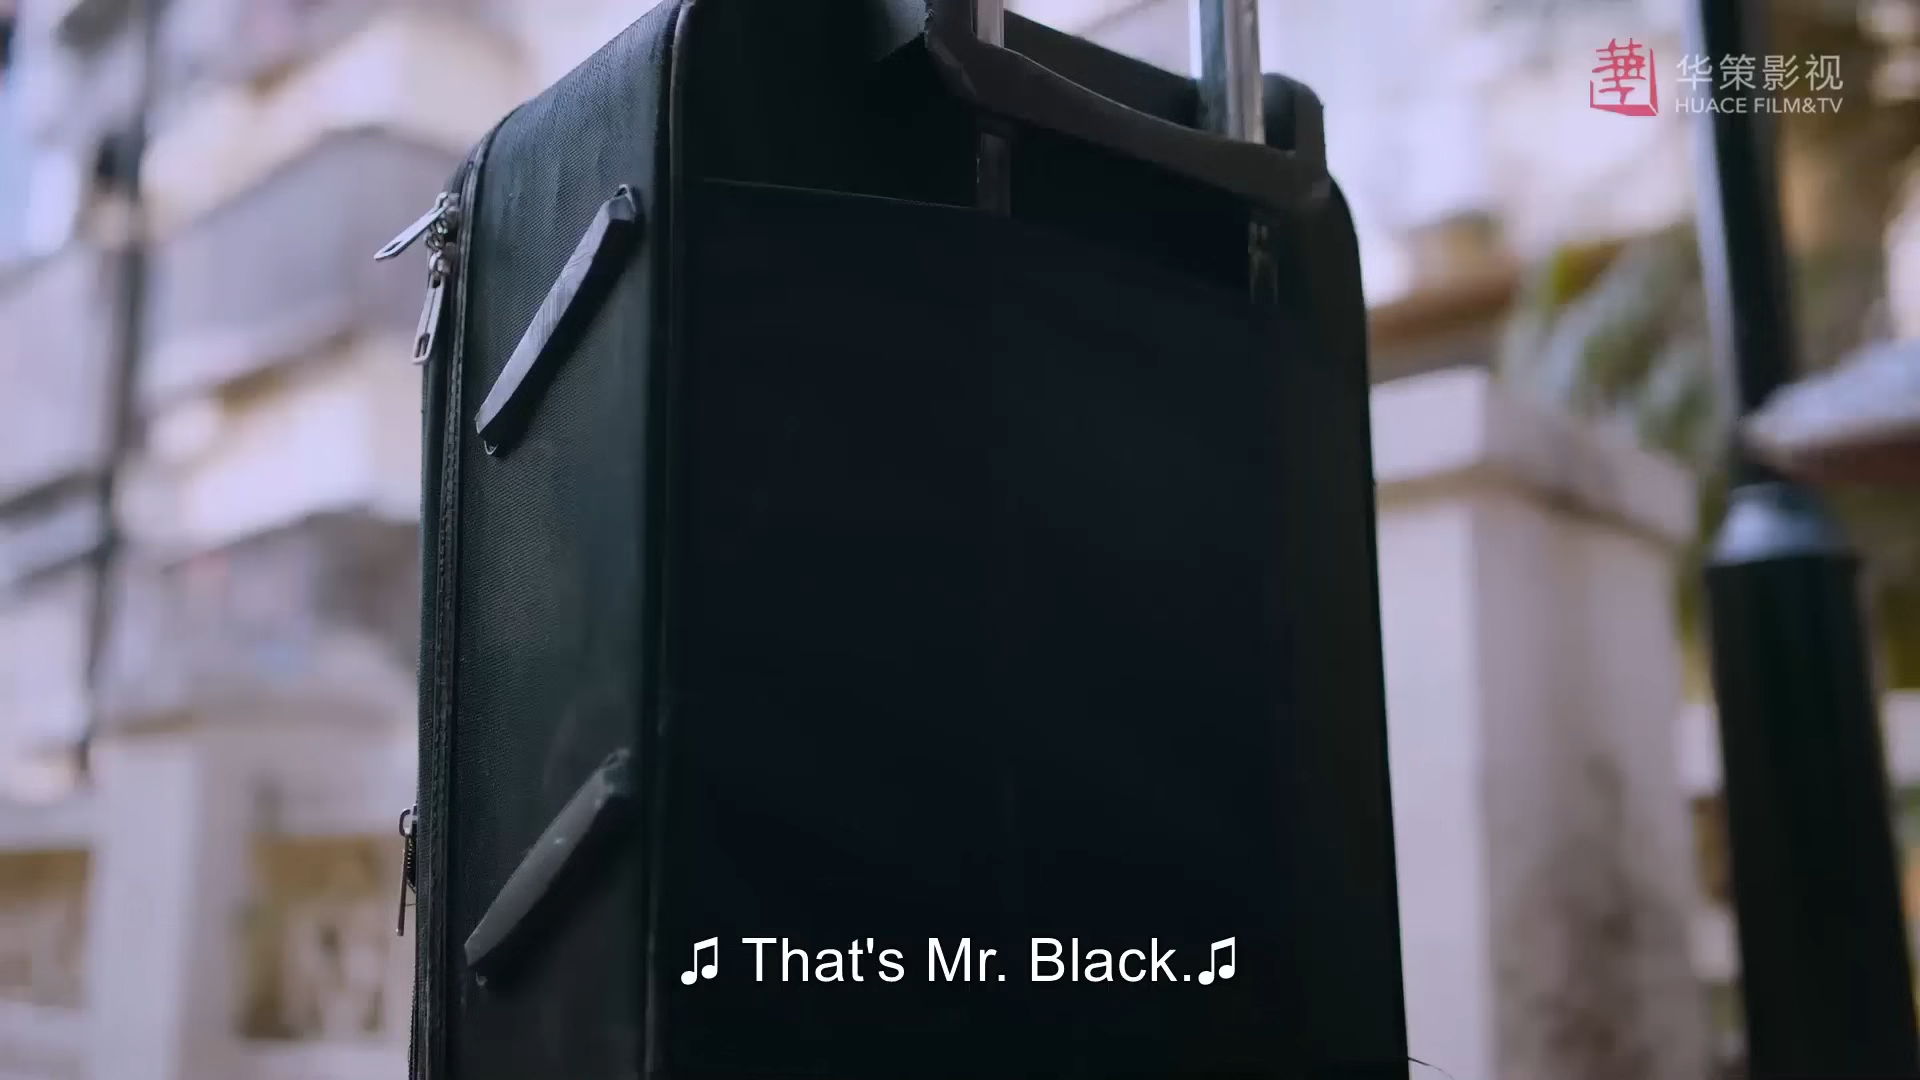 華
华策影视
HUACE FILM&TV
♫ That's Mr. Black.♫